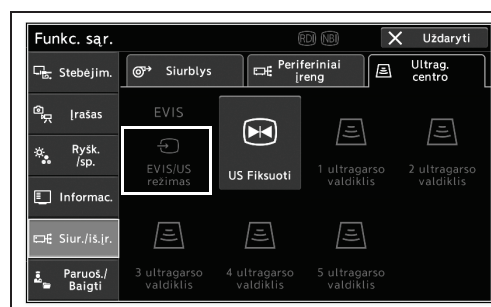 Funkc. sąr.
RDI NBI
Uždaryti
Stebėjim.
Įrašas
Ryšk.
/sp.
Informac.
Siur./iš.įr.
Paruoš./
Baigti
Siurblys
Periferiniai
įreng
Ultrag.
centro
EVIS
EVIS/US
režimas
US Fiksuoti
1 ultragarso
valdiklis
2 ultragarso
valdiklis
3 ultragarso
valdiklis
4 ultragarso
valdiklis
5 ultragarso
valdiklis